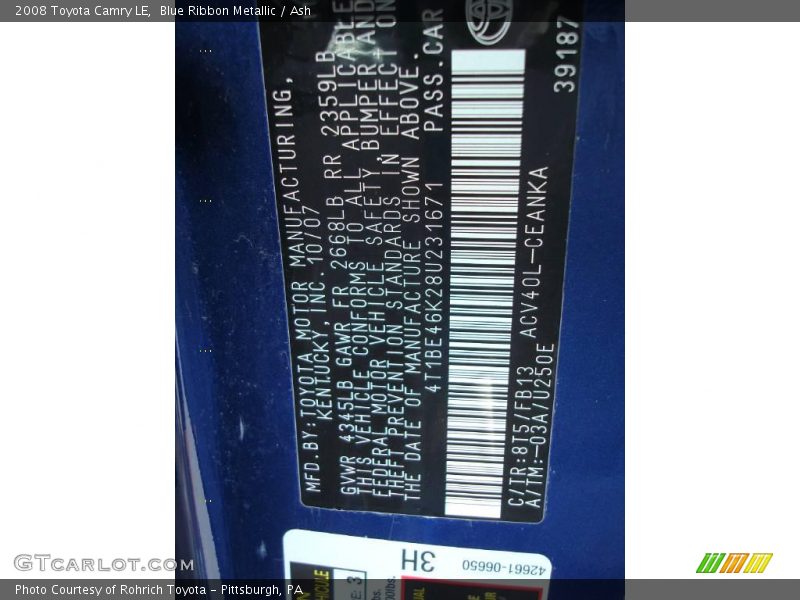 2008 Toyota Camry LE, Blue Ribbon Metallic / Ash
MFD. BY: TOYOTA MOTOR MANUFACTURING,
KENTUCKY, INC. 10/07
GVWR 4345LB GAWR FR 2668LB RR 2359LB
THIS VEHICLE CONFORMS TO ALL APPLICABLE
FEDERAL MOTOR VEHICLE SAFETY, BUMPER AND
THEFT PREVENTION STANDARDS IN EFFECT ON
THE DATE OF MANUFACTURE SHOWN ABOVE.
4T1BE46K28U231671 PASS. CAR
C/TR:8T5/FB13 ACV40L-CEANKA
A/TM:-03A/U250E
39187
42661-06650
3H
3
GTCARLOT.COM
Photo Courtesy of Rohrich Toyota - Pittsburgh, PA